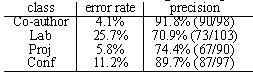 class error rate precision
Co-author 4.1% 91.8% (90/98)
Lab 25.7% 70.9% (73/103)
Proj 5.8% 74.4% (67/90)
Conf 11.2% 89.7% (87/97)